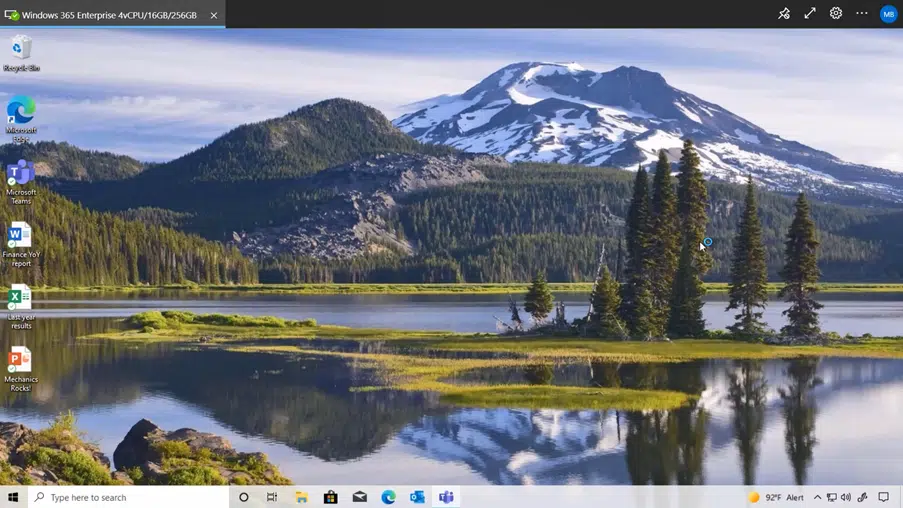 Windows 365 Enterprise 4vCPU/16GB/256GB
MB
Recycle Bin
Microsoft
Edge
Microsoft
Teams
Finance YoY
report
Last year
results
Mechanics
Rocks!
Type here to search
92°F Alert